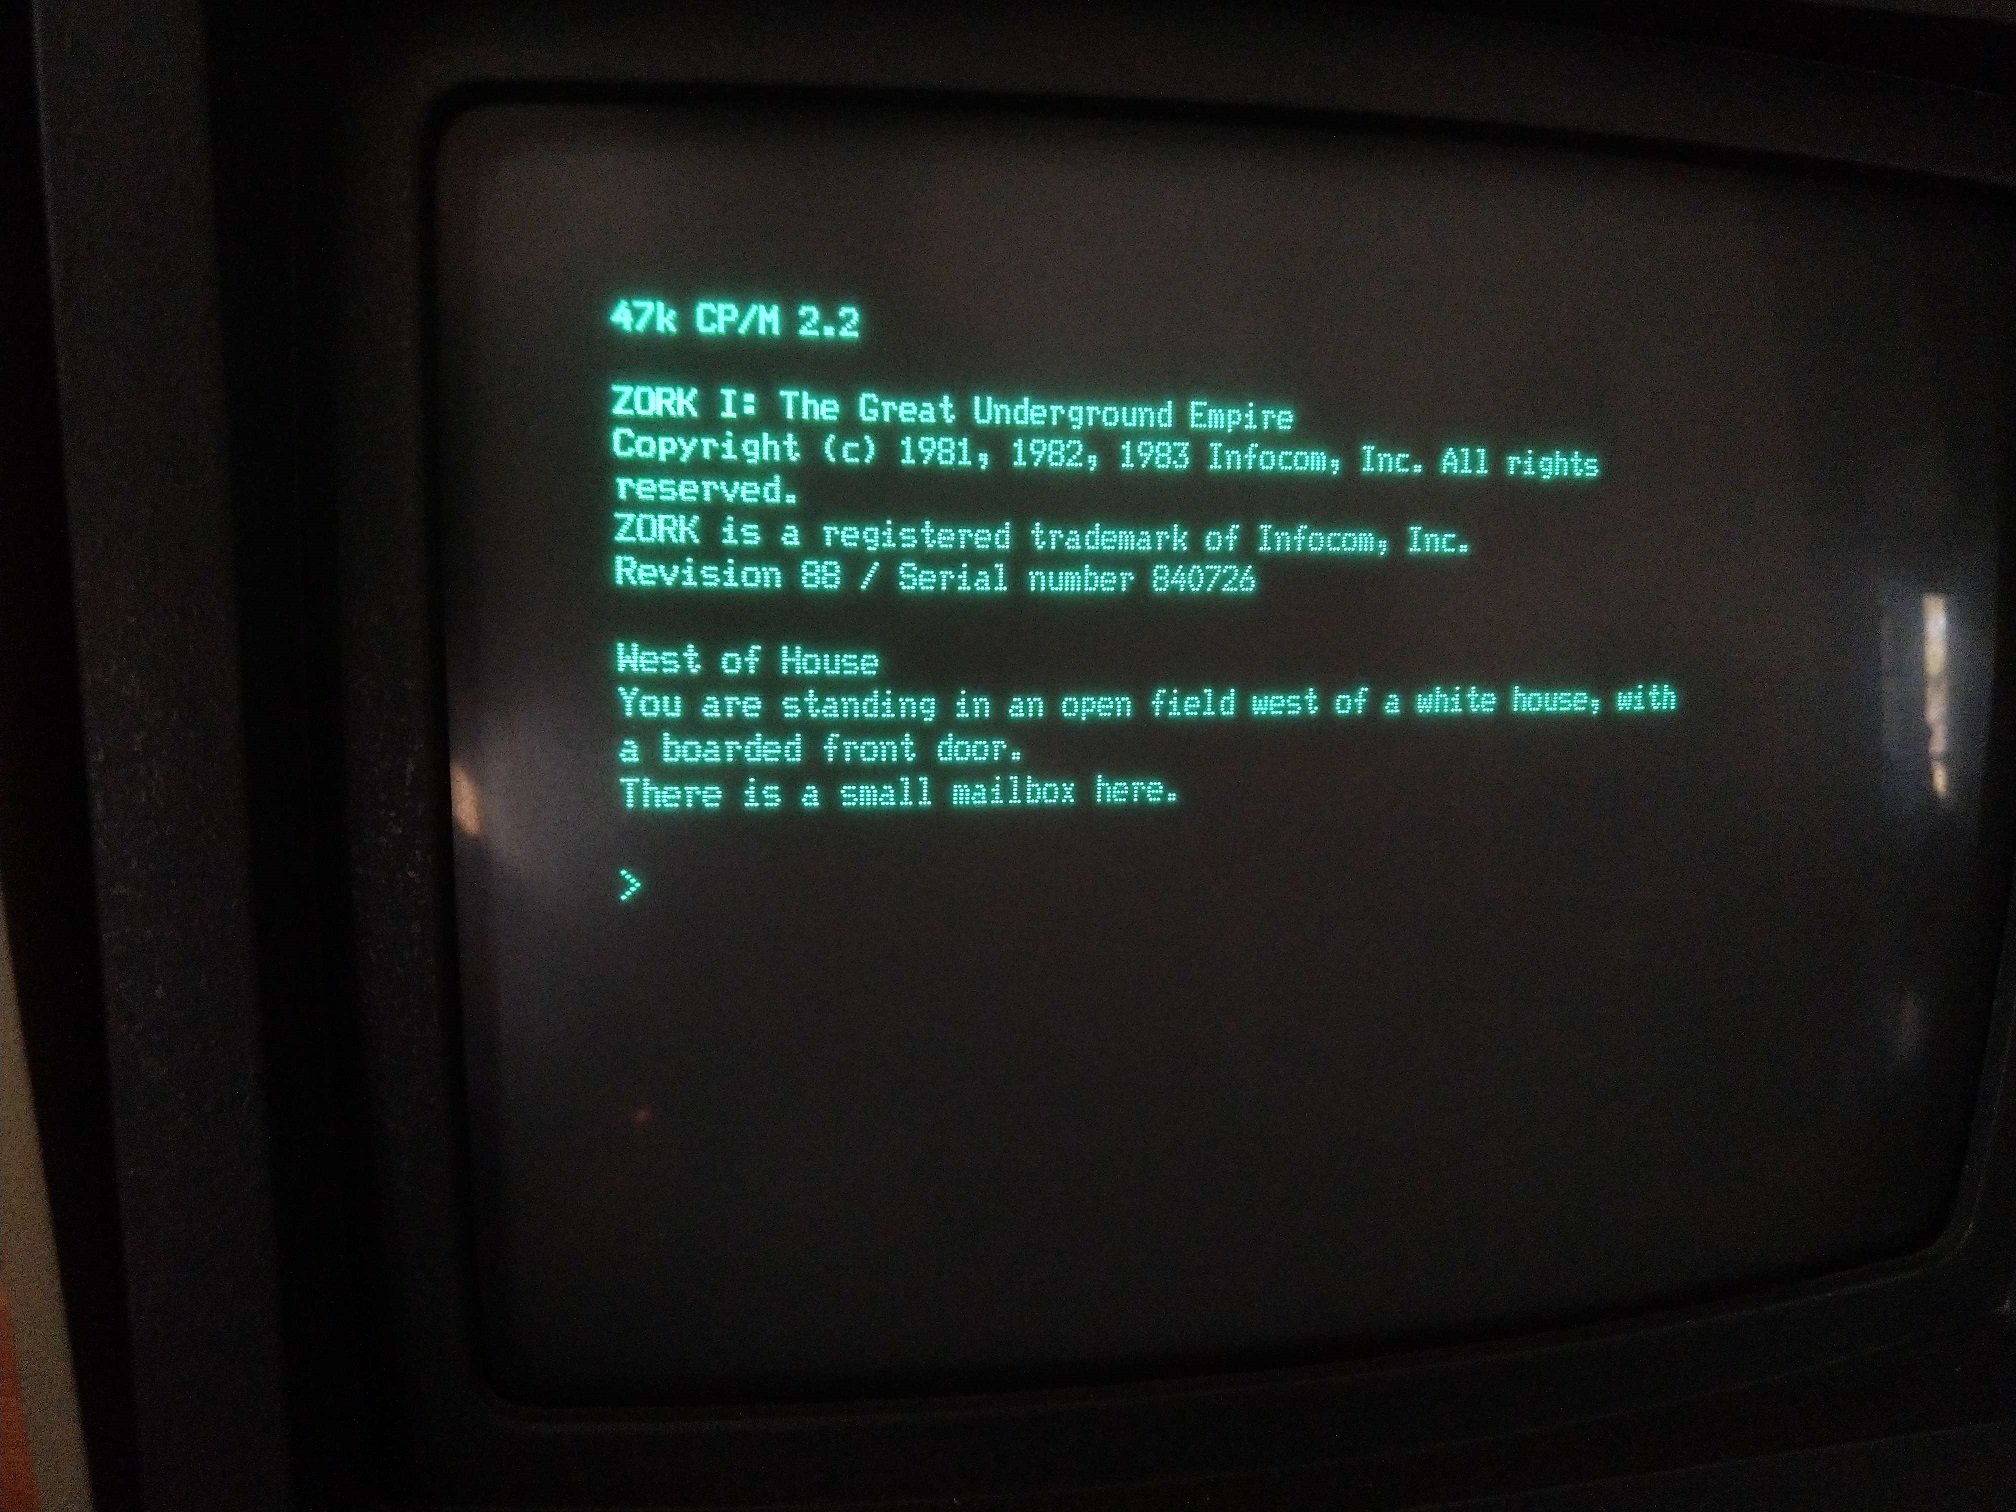 47k CP/M 2.2
ZORK I: The Great Underground Empire
Copyright (c) 1981, 1982, 1983 Infocom, Inc. All rights
reserved.
ZORK is a registered trademark of Infocom, Inc.
Revision 88 / Serial number 840726
West of House
You are standing in an open field west of a white house, with
a boarded front door.
There is a small mailbox here.
>